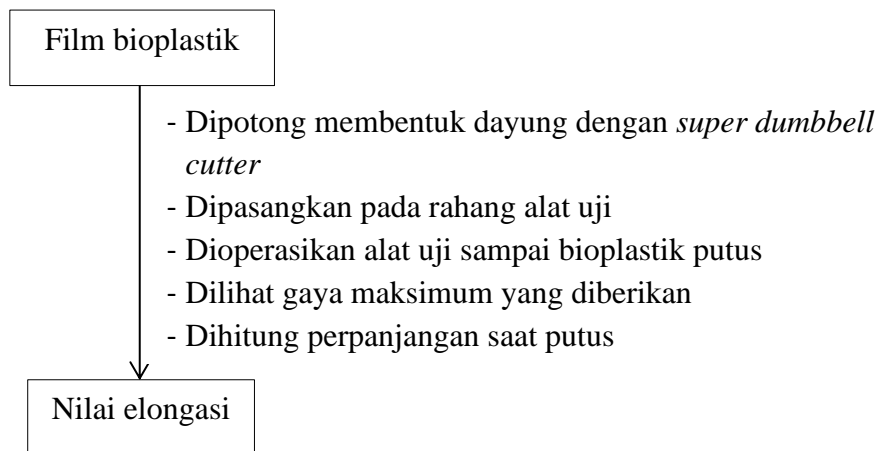 Film bioplastik
- Dipotong membentuk dayung dengan super dumbbell
cutter
- Dipasangkan pada rahang alat uji
- Dioperasikan alat uji sampai bioplastik putus
- Dilihat gaya maksimum yang diberikan
- Dihitung perpanjangan saat putus
Nilai elongasi